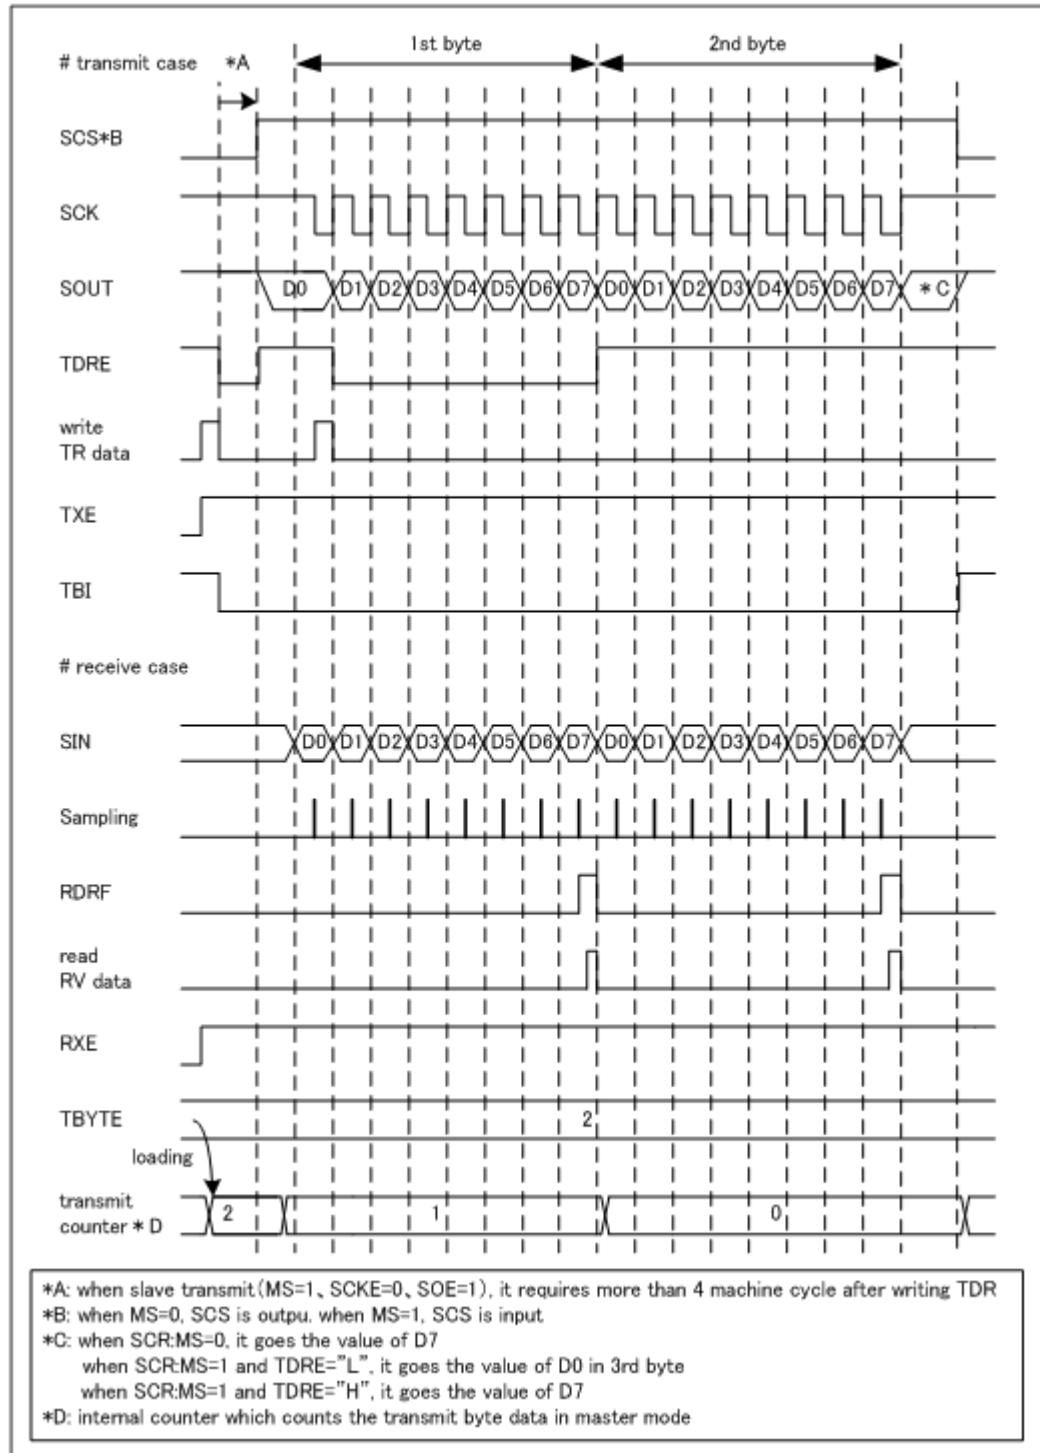 1st byte 2nd byte
# transmit case *A
SCS*B
SCK
SOUT D0 D1 D2 D3 D4 D5 D6 D7 D0 D1 D2 D3 D4 D5 D6 D7 *C
TDRE
write
TR data
TXE
TBI
# receive case
SIN D0 D1 D2 D3 D4 D5 D6 D7 D0 D1 D2 D3 D4 D5 D6 D7
Sampling
RDRF
read
RV data
RXE
TBYTE 2
loading
transmit
counter * D 2 1 0
*A: when slave transmit(MS=1、SCKE=0、SOE=1), it requires more than 4 machine cycle after writing TDR
*B: when MS=0, SCS is outpu. when MS=1, SCS is input
*C: when SCR:MS=0, it goes the value of D7
when SCR:MS=1 and TDRE="L", it goes the value of D0 in 3rd byte
when SCR:MS=1 and TDRE="H", it goes the value of D7
*D: internal counter which counts the transmit byte data in master mode